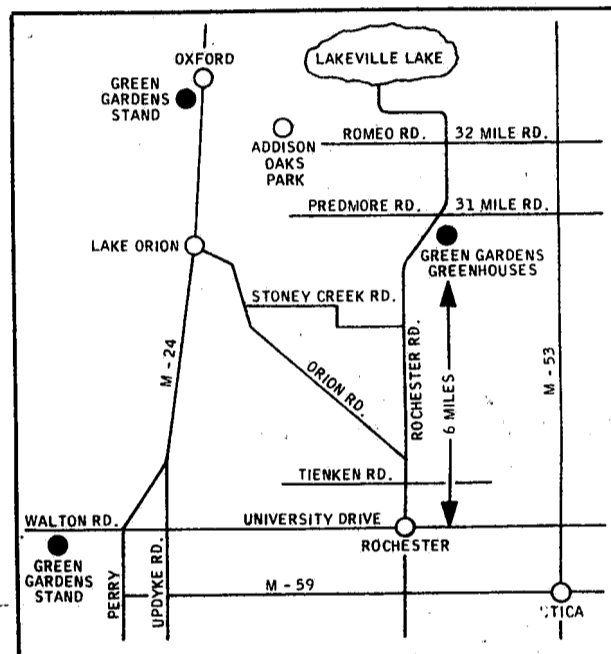 OXFORD
LAKEVILLE LAKE
GREEN
GARDENS
STAND
ADDISON
OAKS
PARK
ROMEO RD.
32 MILE RD.
PREDMORE RD.
31 MILE RD.
LAKE ORION
GREEN GARDENS
GREENHOUSES
STONEY CREEK RD.
M - 24
ORION RD.
ROCHESTER RD.
6 MILES
M - 53
TIENKEN RD.
WALTON RD.
UNIVERSITY DRIVE
ROCHESTER
GREEN
GARDENS
STAND
PERRY
UPDYKE RD.
M - 59
UTICA